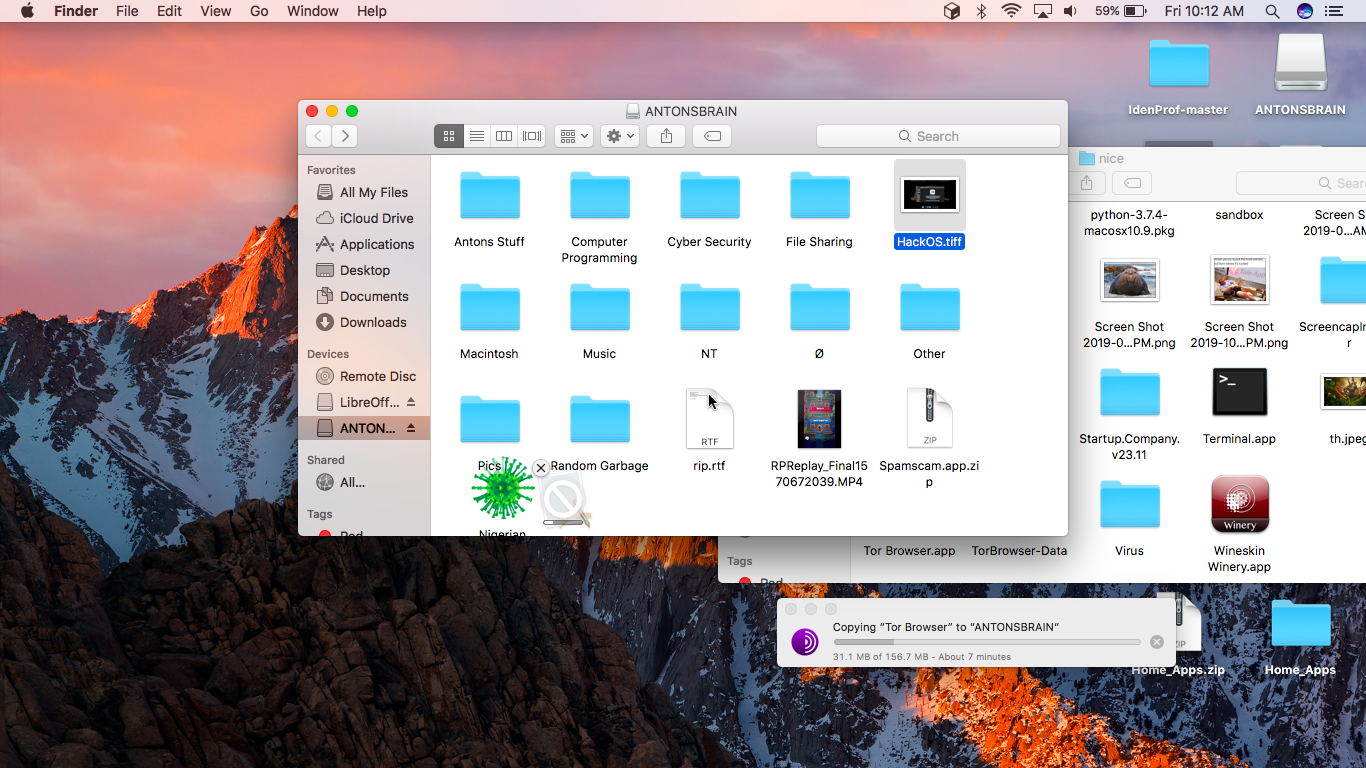 Finder File Edit View Go Window Help 59% Fri 10:12 AM
IdenProf-master ANTONSBRAIN
ANTONSBRAIN
Search
Favorites
All My Files
iCloud Drive
Applications
Desktop
Documents
Downloads
Devices
Remote Disc
LibreOff...
ANTON...
Shared
All...
Tags
Red
Antons Stuff
Computer
Programming
Cyber Security
File Sharing
HackOS.tiff
Macintosh
Music
NT
Ø
Other
Pics
Random Garbage
RTF
rip.rtf
RPReplay_Final15
70672039.MP4
ZIP
Spamscam.app.zi
p
Nigerian
nice
Sear
python-3.7.4-
macosx10.9.pkg
sandbox
Screen S
2019-0...AM
Screen Shot
2019-0...PM.png
Screen Shot
2019-10...PM.png
ScreencapIn
r
Startup.Company.
v23.11
>_
Terminal.app
th.jpeg
Tor Browser.app
TorBrowser-Data
Virus
Winery
Wineskin
Winery.app
Tags
Red
Copying “Tor Browser” to “ANTONSBRAIN”
31.1 MB of 156.7 MB - About 7 minutes
ZIP
Home_Apps.zip
Home_Apps